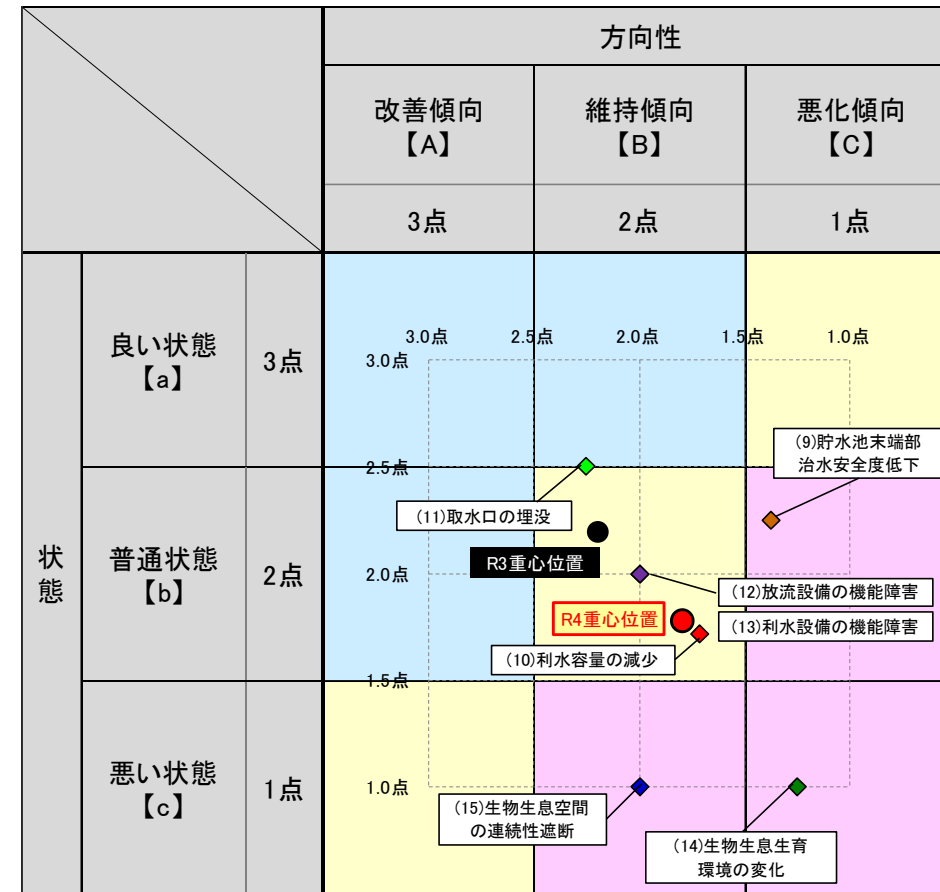 方向性
改善傾向
【A】
維持傾向
【B】
悪化傾向
【C】
3点
2点
1点
状
態
良い状態
【a】
3点
普通状態
【b】
2点
悪い状態
【c】
1点
3.0点
2.5点
2.0点
1.5点
1.0点
3.0点
2.5点
2.0点
1.5点
1.0点
(9)貯水池末端部
治水安全度低下
(11)取水口の埋没
R3重心位置
(12)放流設備の機能障害
R4重心位置
(13)利水設備の機能障害
(10)利水容量の減少
(15)生物生息空間
の連続性遮断
(14)生物生息生育
環境の変化